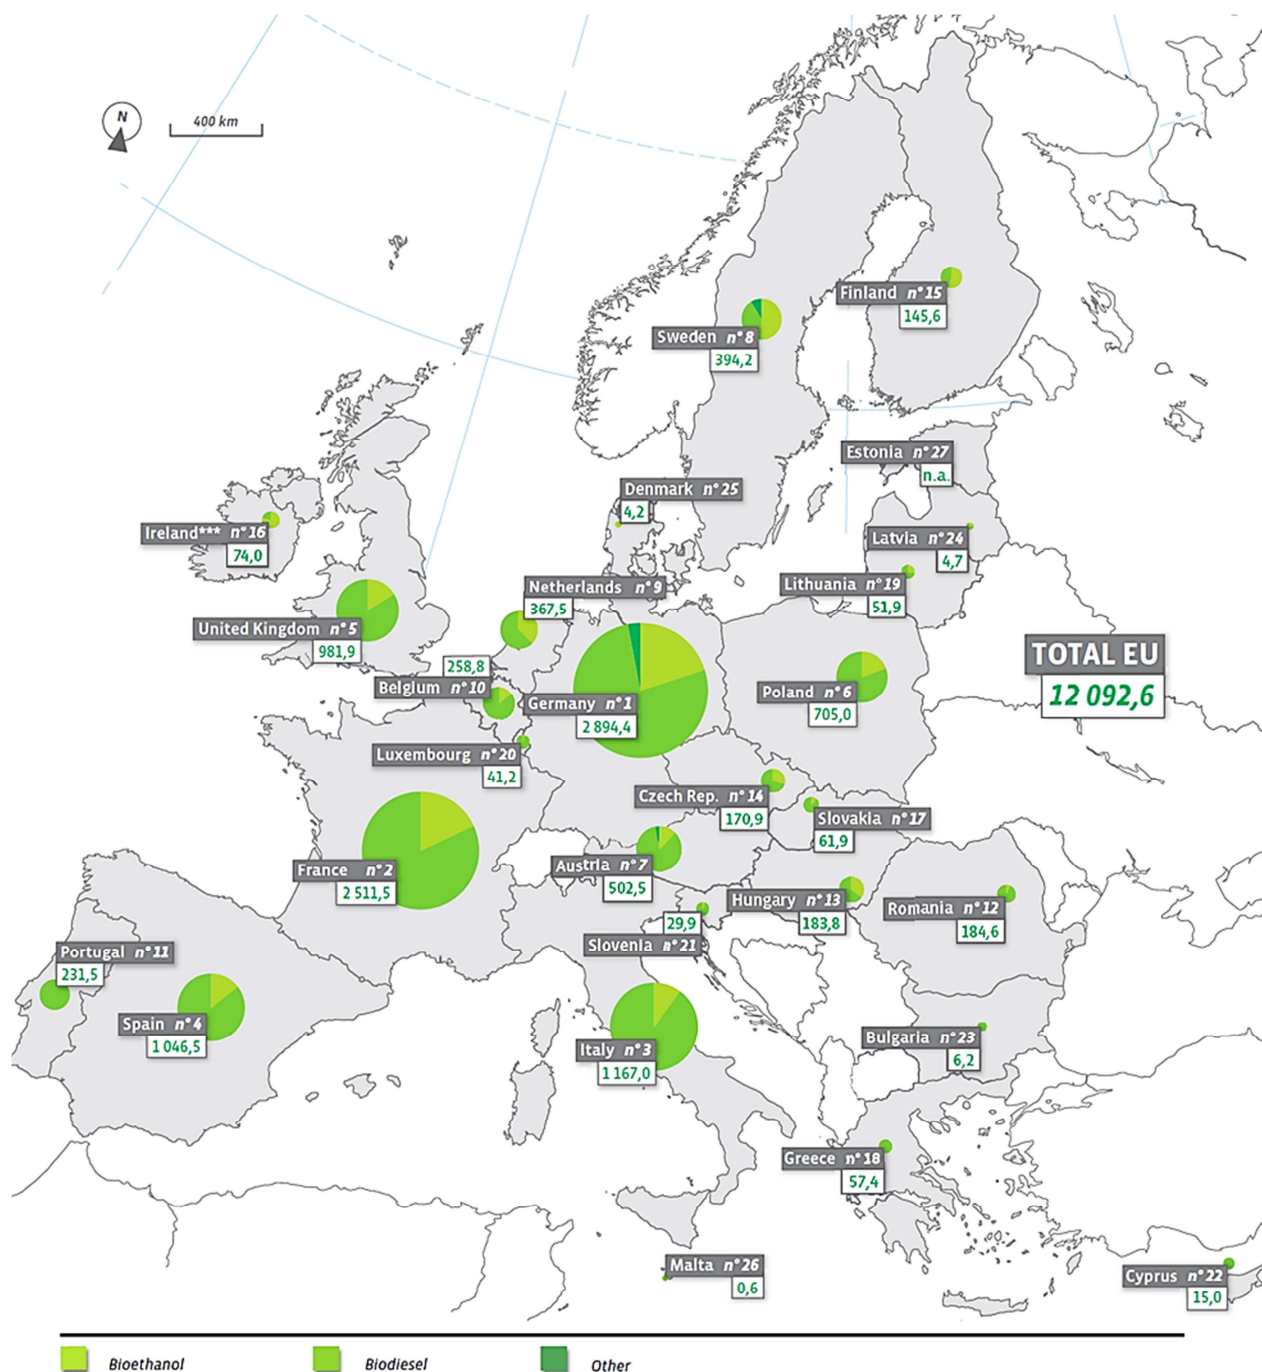 N
400 km
Finland n°15
145,6
Sweden n°8
394,2
Estonia n°27
n.a.
Denmark n°25
4,2
Ireland*** n°16
74,0
Latvia n°24
4,7
Netherlands n°9
367,5
Lithuania n°19
51,9
United Kingdom n°5
981,9
TOTAL EU
12 092,6
258,8
Belgium n°10
Germany n°1
2 894,4
Poland n°6
705,0
Luxembourg n°20
41,2
Czech Rep. n°14
170,9
Slovakia n°17
61,9
France n°2
2 511,5
Austria n°7
502,5
Hungary n°13
183,8
Romania n°12
184,6
29,9
Slovenia n°21
Portugal n°11
231,5
Spain n°4
1 046,5
Italy n°3
1 167,0
Bulgaria n°23
6,2
Greece n°18
57,4
Malta n°26
0,6
Cyprus n°22
15,0
Bioethanol
Biodiesel
Other